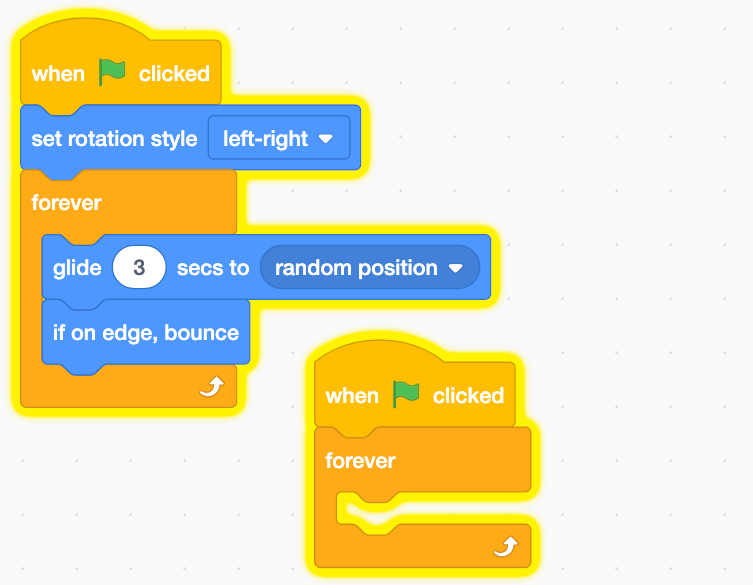 when clicked
set rotation style left-right
forever
glide 3 secs to random position
if on edge, bounce
when clicked
forever